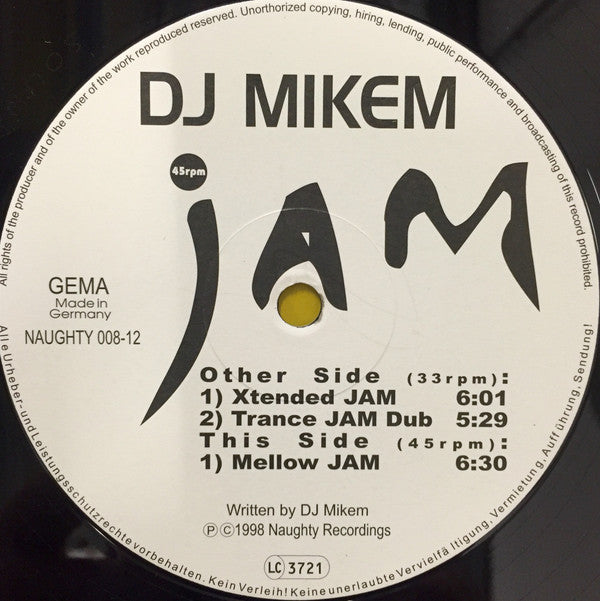 All rights of the producer and of the owner of the work reproduced reserved. Unorthorized copying, hiring, lending, public performance and broadcasting of this record prohibited.
DJ MIKEM
45rpm
jAM
GEMA
Made in
Germany
NAUGHTY 008-12
Other Side (33rpm):
1) Xtended JAM 6:01
2) Trance JAM Dub 5:29
This Side (45rpm):
1) Mellow JAM 6:30
Written by DJ Mikem
Ⓟ©1998 Naughty Recordings
LC 3721
Alle Urheber- und Leistungsschutzrechte vorbehalten. Kein Verleih! Keine unerlaubte Vervielfä ltigung, Vermietung, Aufführung, Sendung!